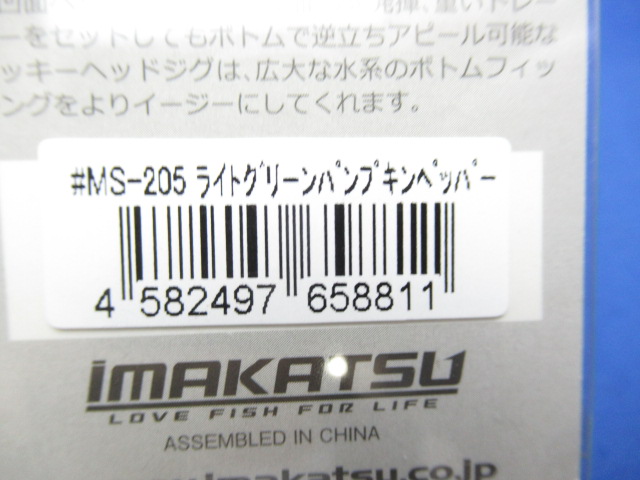 ーをセットしてもボトムで逆立ちアピール可能な
ッキーヘッドジグは、広大な水系のボトムフィッ
ングをよりイージーにしてくれます。
#MS-205 ﾗｲﾄｸﾞﾘｰﾝﾊﾟﾝﾌﾟｷﾝﾍﾟｯﾊﾟｰ
4 582497 658811
IMAKATSU
LOVE FISH FOR LIFE
ASSEMBLED IN CHINA
.imakatsu.co.jp